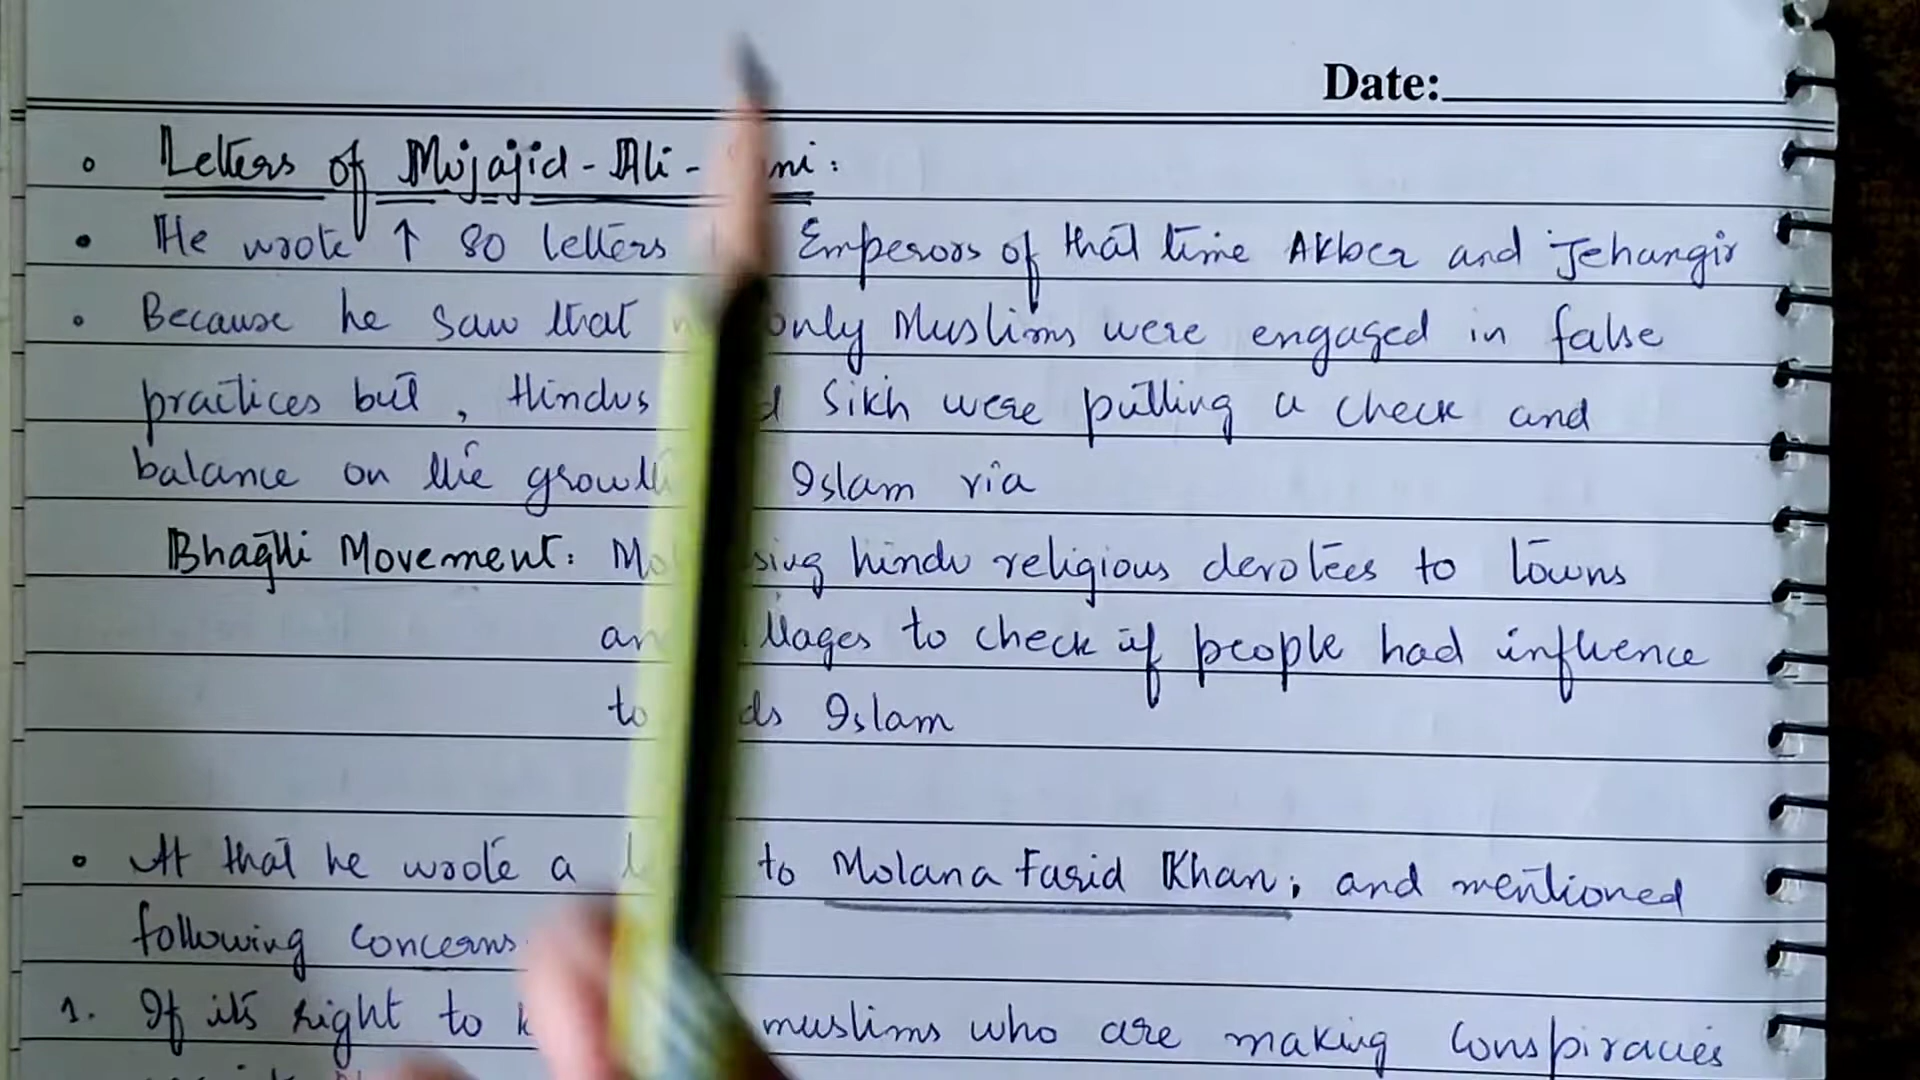 Date:
Letters of Mujajid - Ali -
He wrote ↑ 80 letters Emperors of that time Akber and Jehangir
Because he saw that only Muslims were engaged in false
practices but , Hindus Sikh were putting a check and
balance on the Islam via
Bhagti Movement: hindu religious devotees to towns
to check if people had influence
Islam
At that he wrote a to Molana Farid Khan, and mentioned
following concerns
1. If its right to muslims who are making conspiracies